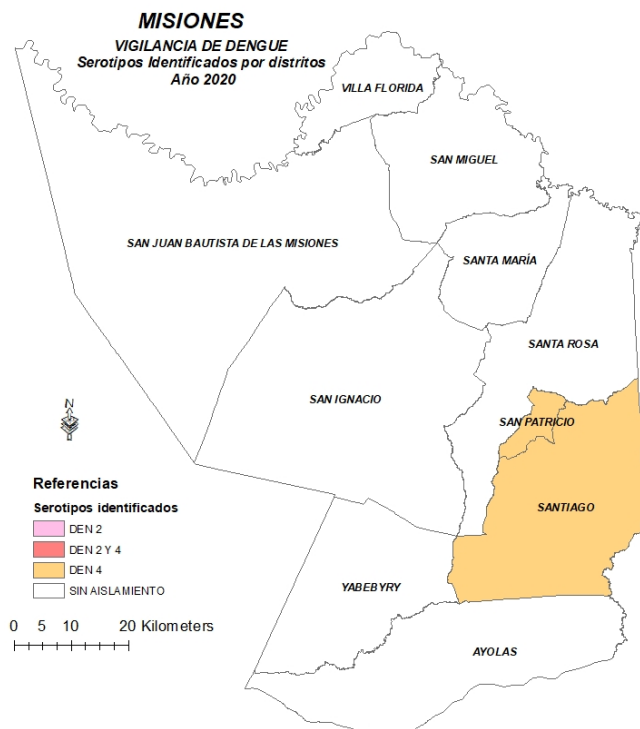 MISIONES
VIGILANCIA DE DENGUE
Serotipos Identificados por distritos
Año 2020
VILLA FLORIDA
SAN MIGUEL
SAN JUAN BAUTISTA DE LAS MISIONES
SANTA MARÍA
SANTA ROSA
SAN IGNACIO
N
SAN PATRICIO
Referencias
Serotipos identificados
SANTIAGO
DEN 2
DEN 2 Y 4
DEN 4
SIN AISLAMIENTO
YABEBYRY
0 5 10 20 Kilometers
AYOLAS